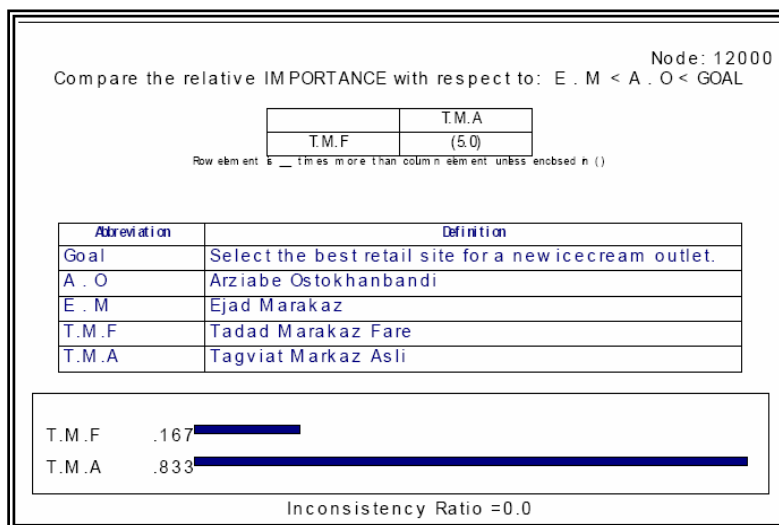 Node: 12000
Compare the relative IMPORTANCE with respect to: E . M < A . O < GOAL
T.M.A
T.M.F (5.0)
Row element is __ times more than column element unless enclosed in ()
Abbreviation Definition
Goal Select the best retail site for a new icecream outlet.
A . O Arziabe Ostokhanbandi
E . M Ejad Marakaz
T.M.F Tadad Marakaz Fare
T.M.A Tagviat Markaz Asli
T.M.F .167
T.M.A .833
Inconsistency Ratio =0.0